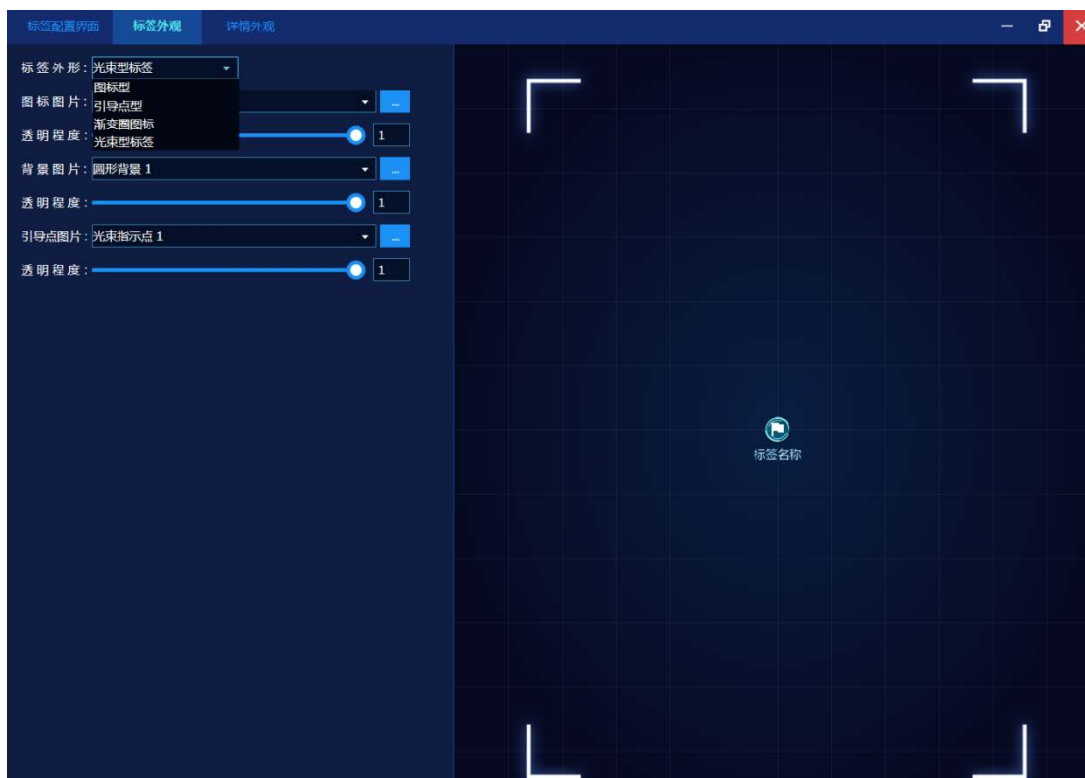 标签配置界面 标签外观 详情外观
标签外形: 光束型标签
图标型
图标图片: ...
引导点型
渐变圈图标
透明程度: 1
光束型标签
背景图片: 圆形背景 1 ...
透明程度: 1
引导点图片: 光束指示点 1 ...
透明程度: 1
标签名称